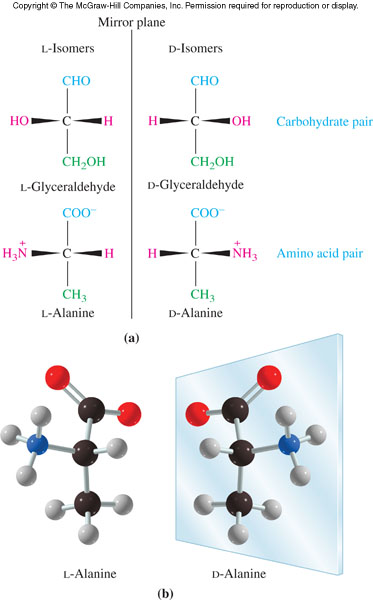 Copyright © The McGraw-Hill Companies, Inc. Permission required for reproduction or display.
Mirror plane
L-Isomers D-Isomers
CHO CHO
HO C H H C OH Carbohydrate pair
CH₂OH CH₂OH
L-Glyceraldehyde D-Glyceraldehyde
COO⁻ COO⁻
H₃N⁺ C H H C N⁺H₃ Amino acid pair
CH₃ CH₃
L-Alanine D-Alanine
(a)
L-Alanine D-Alanine
(b)